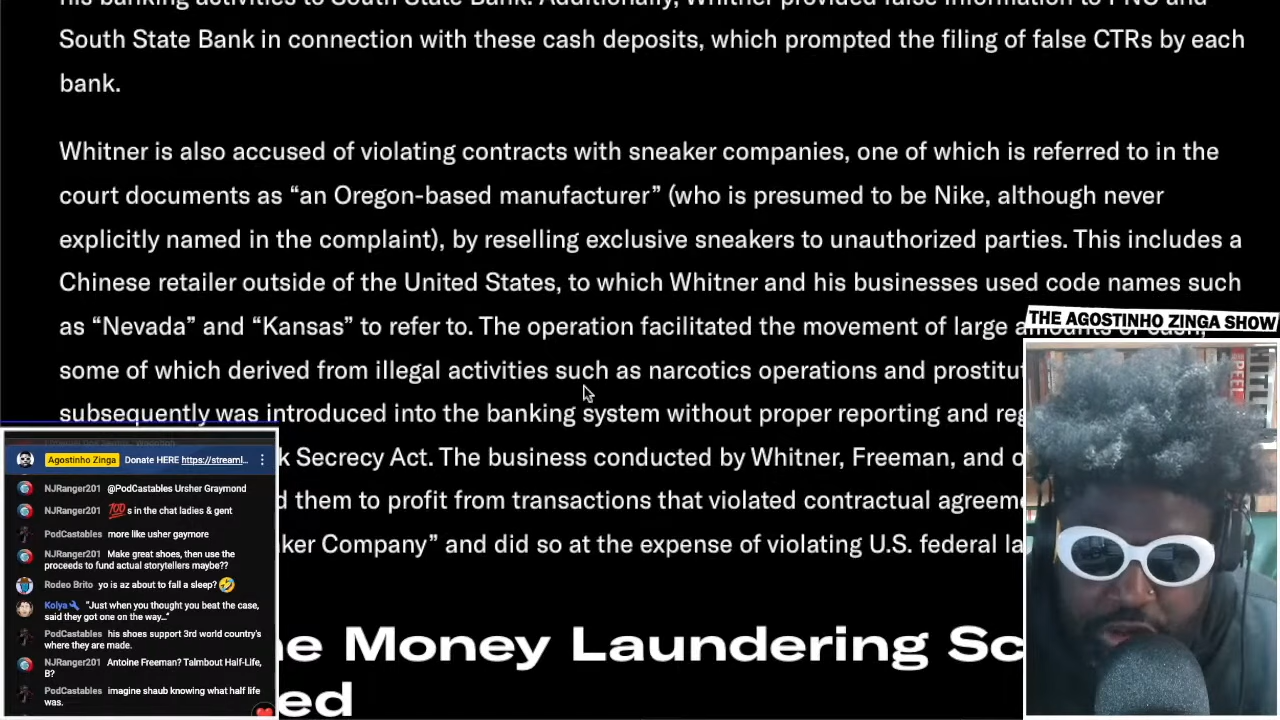 his banking activities to South State Bank. Additionally, Whitner provided false information to PNC and
South State Bank in connection with these cash deposits, which prompted the filing of false CTRs by each
bank.
Whitner is also accused of violating contracts with sneaker companies, one of which is referred to in the
court documents as “an Oregon-based manufacturer” (who is presumed to be Nike, although never
explicitly named in the complaint), by reselling exclusive sneakers to unauthorized parties. This includes a
Chinese retailer outside of the United States, to which Whitner and his businesses used code names such
as “Nevada” and “Kansas” to refer to. The operation facilitated the movement of large amounts of cash,
some of which derived from illegal activities such as narcotics operations and prostitut
subsequently was introduced into the banking system without proper reporting and reg
k Secrecy Act. The business conducted by Whitner, Freeman, and o
d them to profit from transactions that violated contractual agreeme
ker Company” and did so at the expense of violating U.S. federal la
e Money Laundering Sc
ed
THE AGOSTINHO ZINGA SHOW
Agostinho Zinga Donate HERE https://streaml...
NJRanger201 @PodCastables Ursher Graymond
NJRanger201 💯s in the chat ladies & gent
PodCastables more like usher gaymore
NJRanger201 Make great shoes, then use the
proceeds to fund actual storytellers maybe??
Rodeo Brito yo is az about to fall a sleep? 🤣
Kolya "Just when you thought you beat the case,
said they got one on the way..."
PodCastables his shoes support 3rd world country's
where they are made.
NJRanger201 Antoine Freeman? Talmbout Half-Life,
B?
PodCastables imagine shaub knowing what half life
was.